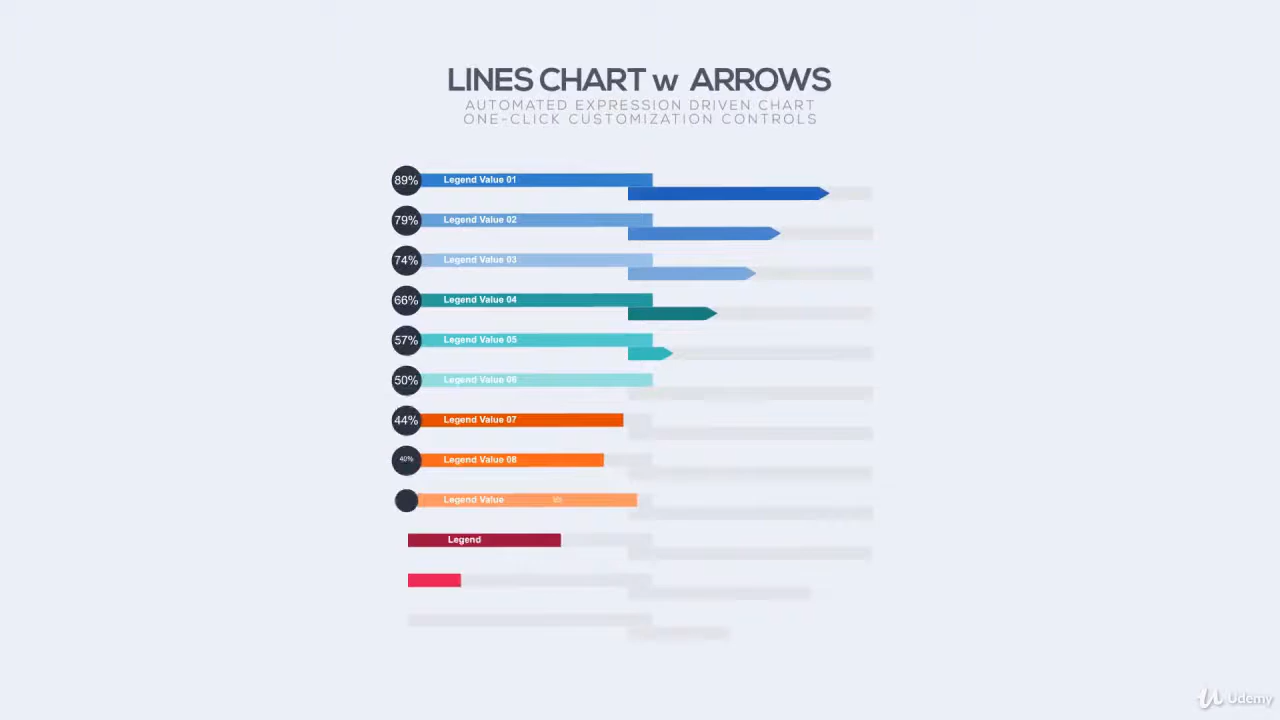 LINES CHART w ARROWS
AUTOMATED EXPRESSION DRIVEN CHART
ONE-CLICK CUSTOMIZATION CONTROLS
89% Legend Value 01
79% Legend Value 02
74% Legend Value 03
66% Legend Value 04
57% Legend Value 05
50% Legend Value 06
44% Legend Value 07
40% Legend Value 08
Legend Value
Legend
Udemy